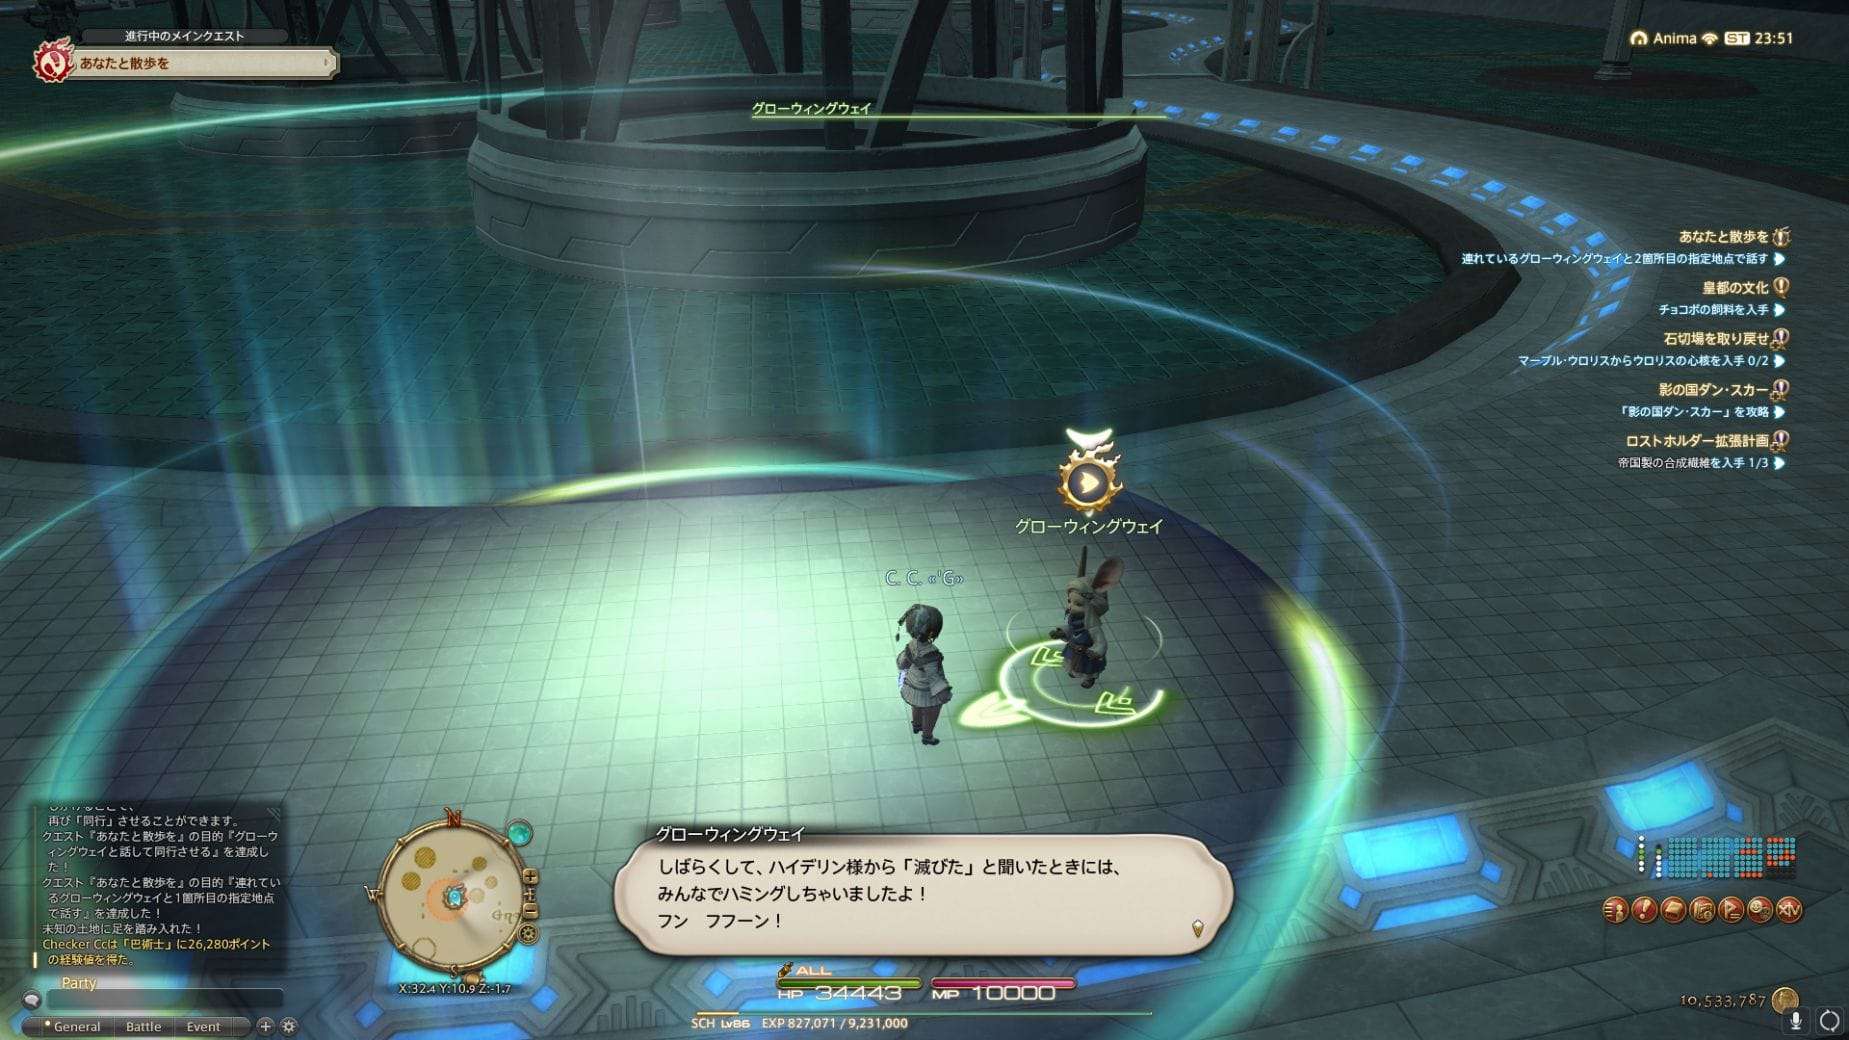 進行中のメインクエスト
あなたと散歩を
Anima ST 23:51
グローウィングウェイ
あなたと散歩を
連れているグローウィングウェイと2箇所目の指定地点で話す
皇都の文化
チョコボの飼料を入手
石切場を取り戻せ
マーブル・ウロリスからウロリスの心核を入手 0/2
影の国ダン・スカー
「影の国ダン・スカー」を攻略
ロストホルダー拡張計画
帝国製の合成繊維を入手 1/3
グローウィングウェイ
C. C. «'G»
再び「同行」させることができます。
クエスト『あなたと散歩を』の目的『グローウ
ィングウェイと話して同行させる』を達成し
た！
クエスト『あなたと散歩を』の目的『連れてい
るグローウィングウェイと1箇所目の指定地点
で話す』を達成した！
未知の土地に足を踏み入れた！
Checker Ccは「巴術士」に26,280ポイント
の経験値を得た。
Party
General Battle Event
N
W
S
X:32.4 Y:10.9 Z:-1.7
グローウィングウェイ
しばらくして、ハイデリン様から「滅びた」と聞いたときには、
みんなでハミングしちゃいましたよ！
フン　フフーン！
ALL
HP 34443 MP 10000
SCH Lv86 EXP 827,071 / 9,231,000
XIV
10,533,787